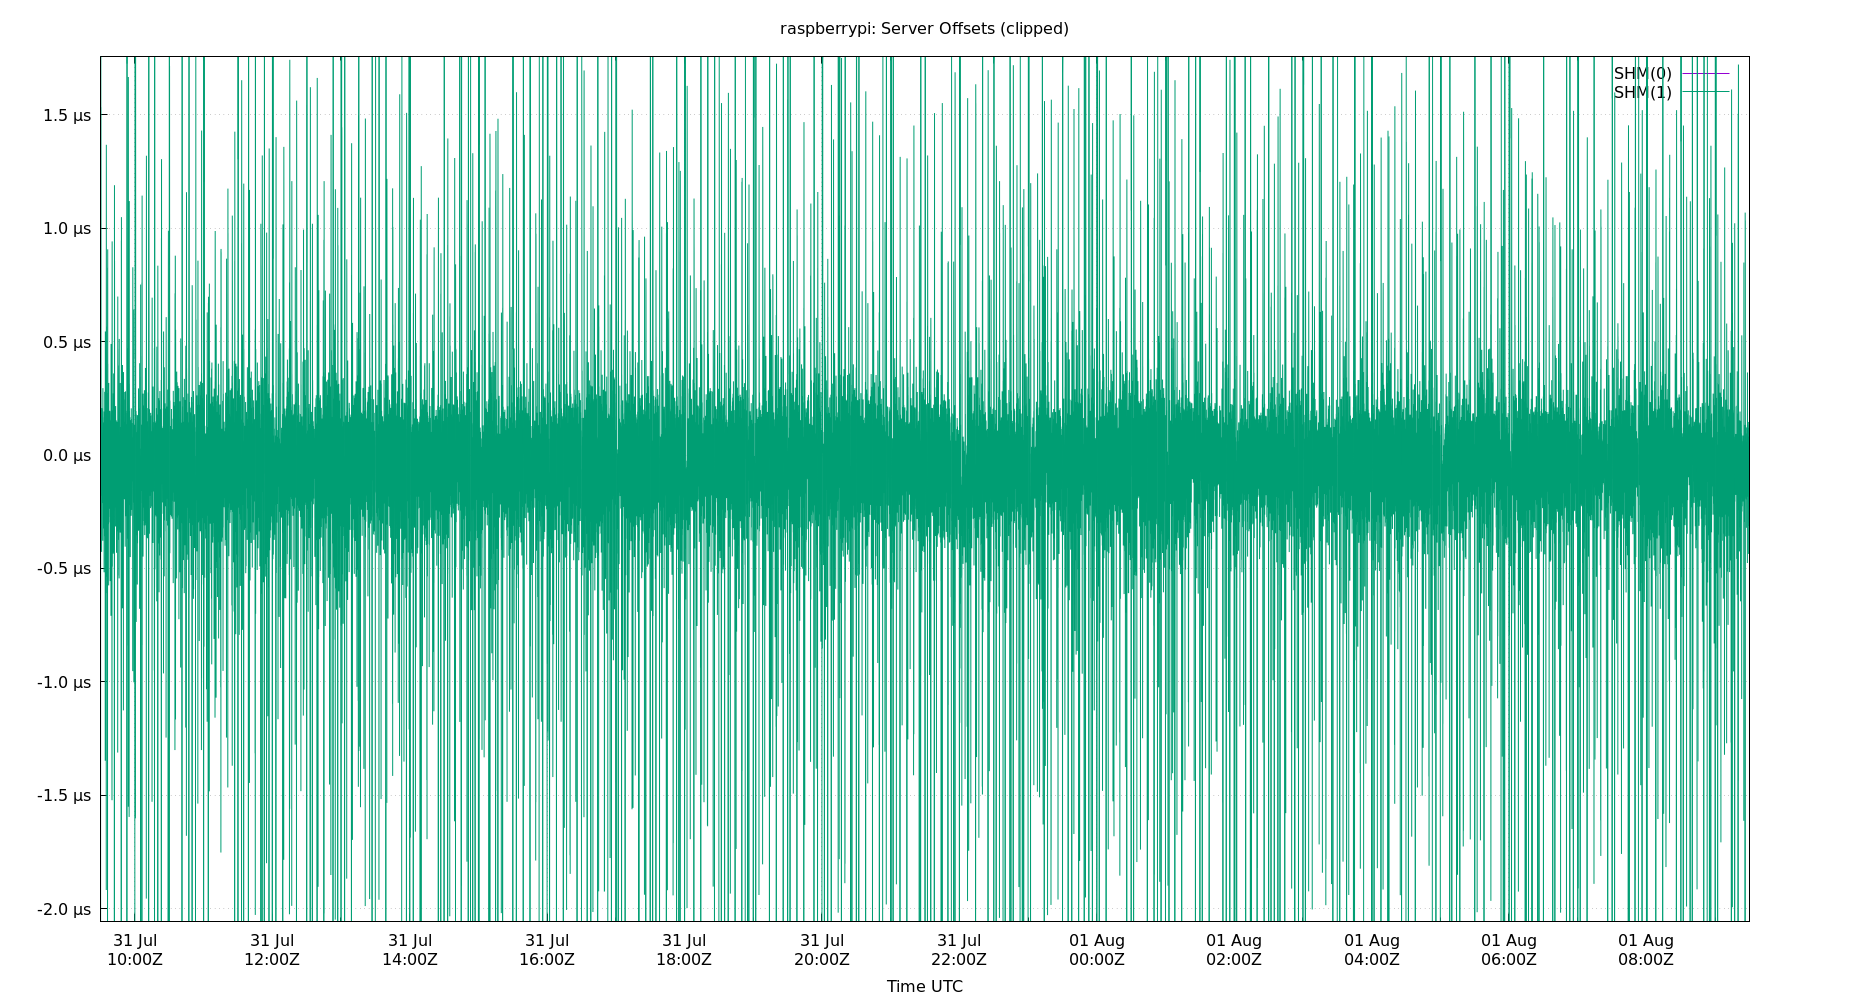 raspberrypi: Server Offsets (clipped)
SHM(0)
SHM(1)
1.5 µs
1.0 µs
0.5 µs
0.0 µs
-0.5 µs
-1.0 µs
-1.5 µs
-2.0 µs
31 Jul 31 Jul 31 Jul 31 Jul 31 Jul 31 Jul 31 Jul 01 Aug 01 Aug 01 Aug 01 Aug 01 Aug
10:00Z 12:00Z 14:00Z 16:00Z 18:00Z 20:00Z 22:00Z 00:00Z 02:00Z 04:00Z 06:00Z 08:00Z
Time UTC